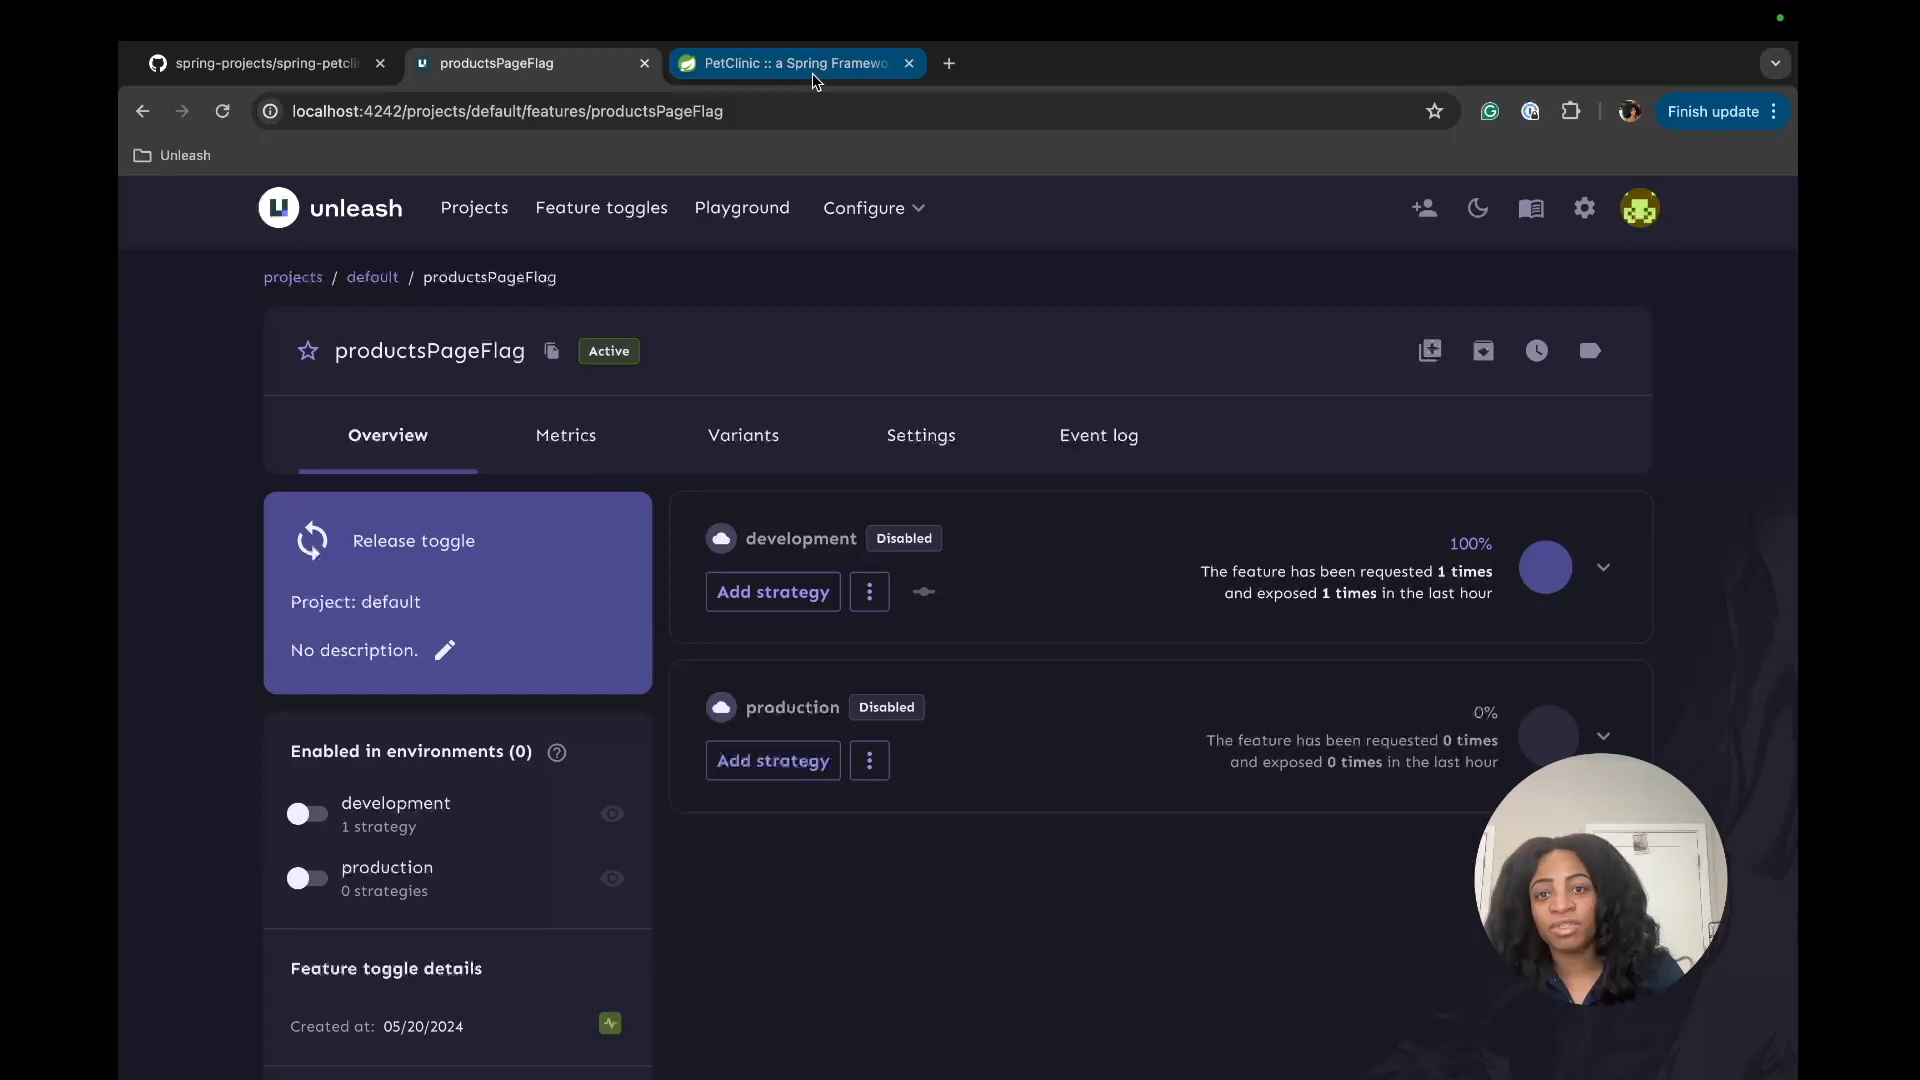 spring-projects/spring-petcli
productsPageFlag
PetClinic :: a Spring Framewo
localhost:4242/projects/default/features/productsPageFlag
Finish update
Unleash
unleash
Projects
Feature toggles
Playground
Configure
projects / default / productsPageFlag
productsPageFlag
Active
Overview
Metrics
Variants
Settings
Event log
Release toggle
Project: default
No description.
development
Disabled
Add strategy
100%
The feature has been requested 1 times
and exposed 1 times in the last hour
production
Disabled
Add strategy
0%
The feature has been requested 0 times
and exposed 0 times in the last hour
Enabled in environments (0)
development
1 strategy
production
0 strategies
Feature toggle details
Created at: 05/20/2024